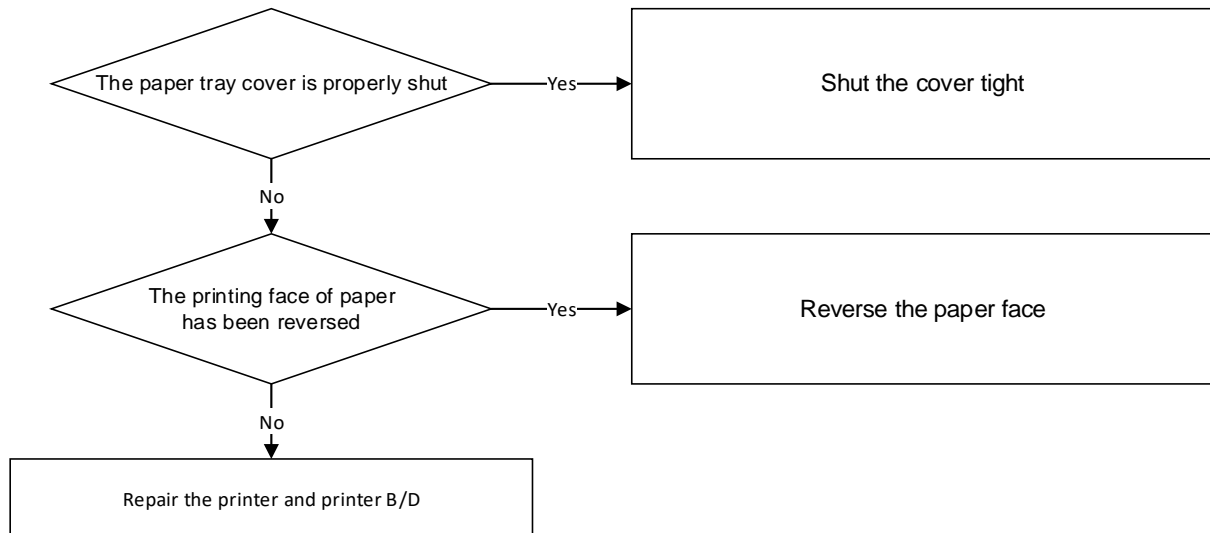 The paper tray cover is properly shut
Yes
Shut the cover tight
No
The printing face of paper
has been reversed
Yes
Reverse the paper face
No
Repair the printer and printer B/D